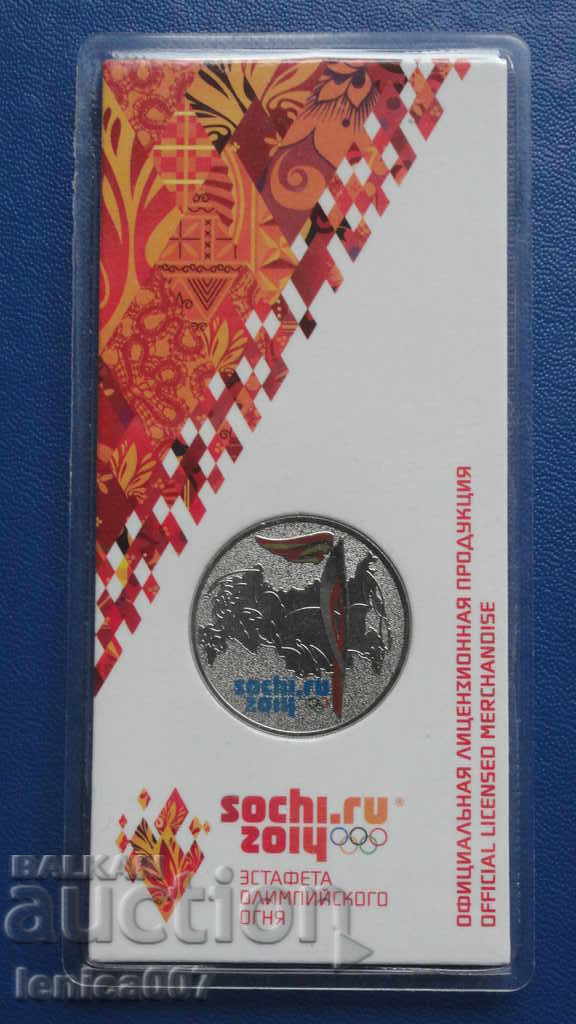 sochi.ru
2014
sochi.ru®
2014
ЭСТАФЕТА
ОЛИМПИЙСКОГО
ОГНЯ
ОФИЦИАЛЬНАЯ ЛИЦЕНЗИОННАЯ ПРОДУКЦИЯ
OFFICIAL LICENSED MERCHANDISE
BALKAN
auction
lenica007